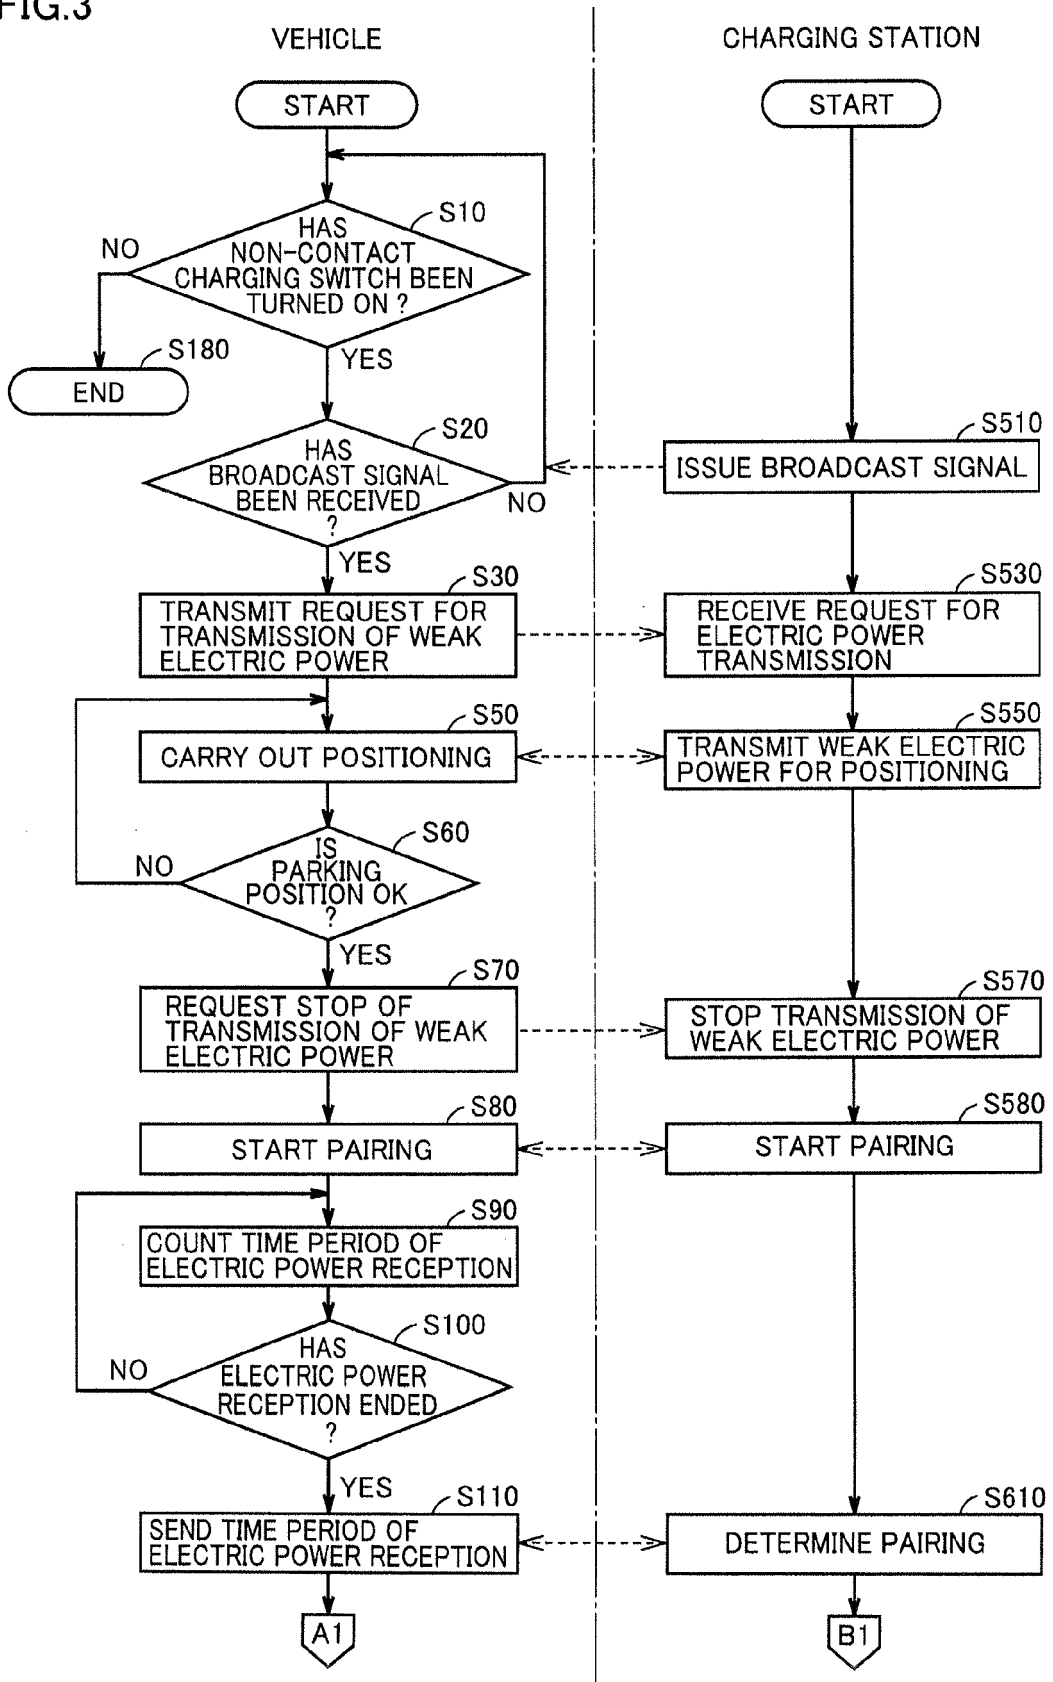 FIG.3
VEHICLE
CHARGING STATION
START
START
S10
HAS
NON-CONTACT
CHARGING SWITCH BEEN
TURNED ON ?
NO
YES
S180
END
S20
HAS
BROADCAST SIGNAL
BEEN RECEIVED
?
NO
YES
S510
ISSUE BROADCAST SIGNAL
S30
TRANSMIT REQUEST FOR
TRANSMISSION OF WEAK
ELECTRIC POWER
S530
RECEIVE REQUEST FOR
ELECTRIC POWER
TRANSMISSION
S50
CARRY OUT POSITIONING
S550
TRANSMIT WEAK ELECTRIC
POWER FOR POSITIONING
S60
IS
PARKING
POSITION OK
?
NO
YES
S70
REQUEST STOP OF
TRANSMISSION OF WEAK
ELECTRIC POWER
S570
STOP TRANSMISSION OF
WEAK ELECTRIC POWER
S80
START PAIRING
S580
START PAIRING
S90
COUNT TIME PERIOD OF
ELECTRIC POWER RECEPTION
S100
HAS
ELECTRIC POWER
RECEPTION ENDED
?
NO
YES
S110
SEND TIME PERIOD OF
ELECTRIC POWER RECEPTION
S610
DETERMINE PAIRING
A1
B1